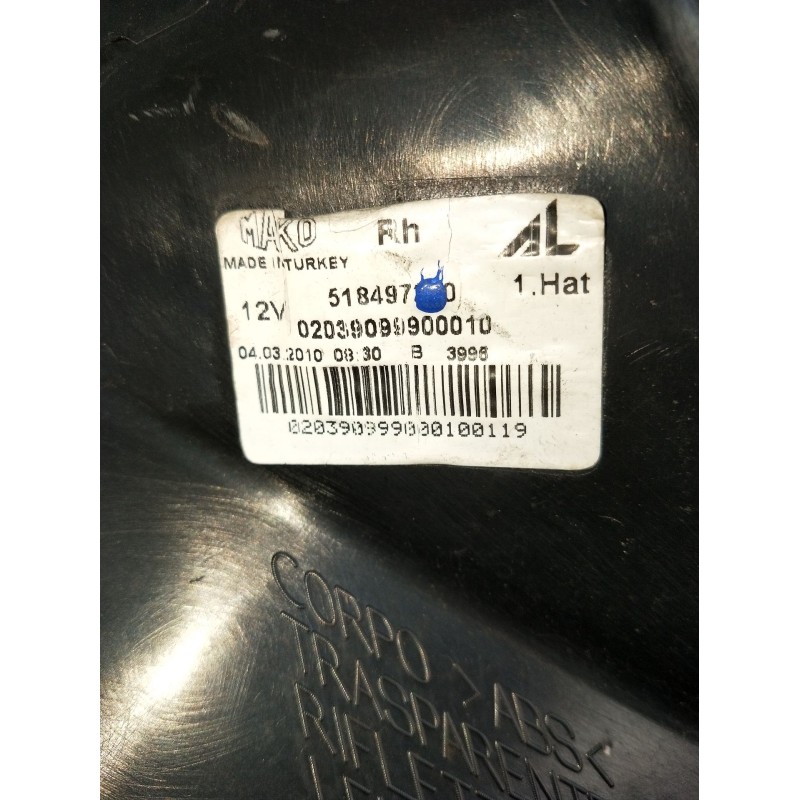 MAKO Rh AL
MADE IN TURKEY
1.Hat
12V
02039099900010
04.03.2010 08:30 B 3996
020390999000100119
CORPO >ABS<
TRASPARENTE